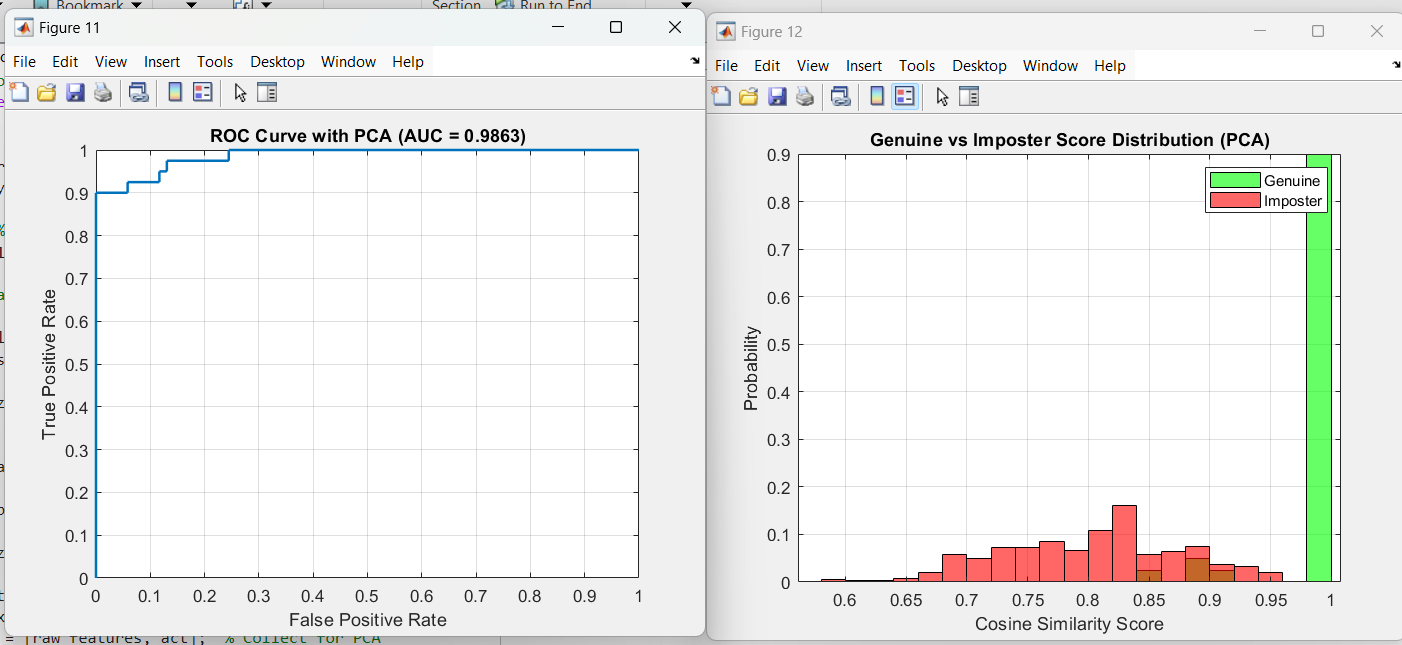 Bookmark
Section
Run to End
Figure 11
File Edit View Insert Tools Desktop Window Help
ROC Curve with PCA (AUC = 0.9863)
1
0.9
0.8
0.7
0.6
0.5
0.4
0.3
0.2
0.1
0
True Positive Rate
0 0.1 0.2 0.3 0.4 0.5 0.6 0.7 0.8 0.9 1
False Positive Rate
= [raw_features, act]; % Collect for PCA
Figure 12
File Edit View Insert Tools Desktop Window Help
Genuine vs Imposter Score Distribution (PCA)
Genuine
Imposter
0.9
0.8
0.7
0.6
0.5
0.4
0.3
0.2
0.1
0
Probability
0.6 0.65 0.7 0.75 0.8 0.85 0.9 0.95 1
Cosine Similarity Score